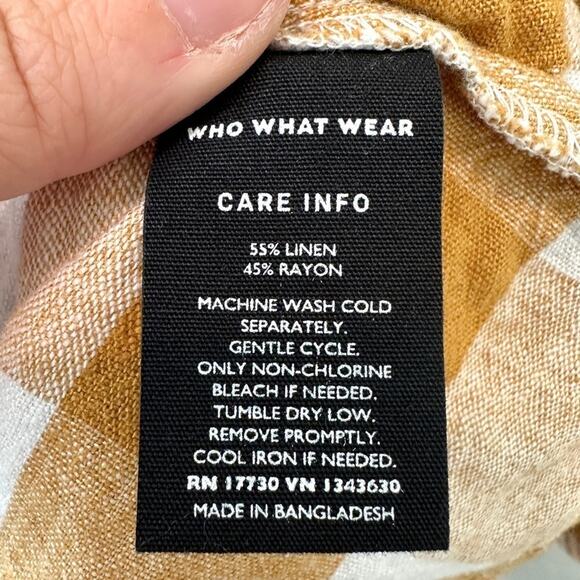 WHO WHAT WEAR
CARE INFO
55% LINEN
45% RAYON
MACHINE WASH COLD
SEPARATELY.
GENTLE CYCLE.
ONLY NON-CHLORINE
BLEACH IF NEEDED.
TUMBLE DRY LOW.
REMOVE PROMPTLY.
COOL IRON IF NEEDED.
RN 17730 VN 1343630
MADE IN BANGLADESH